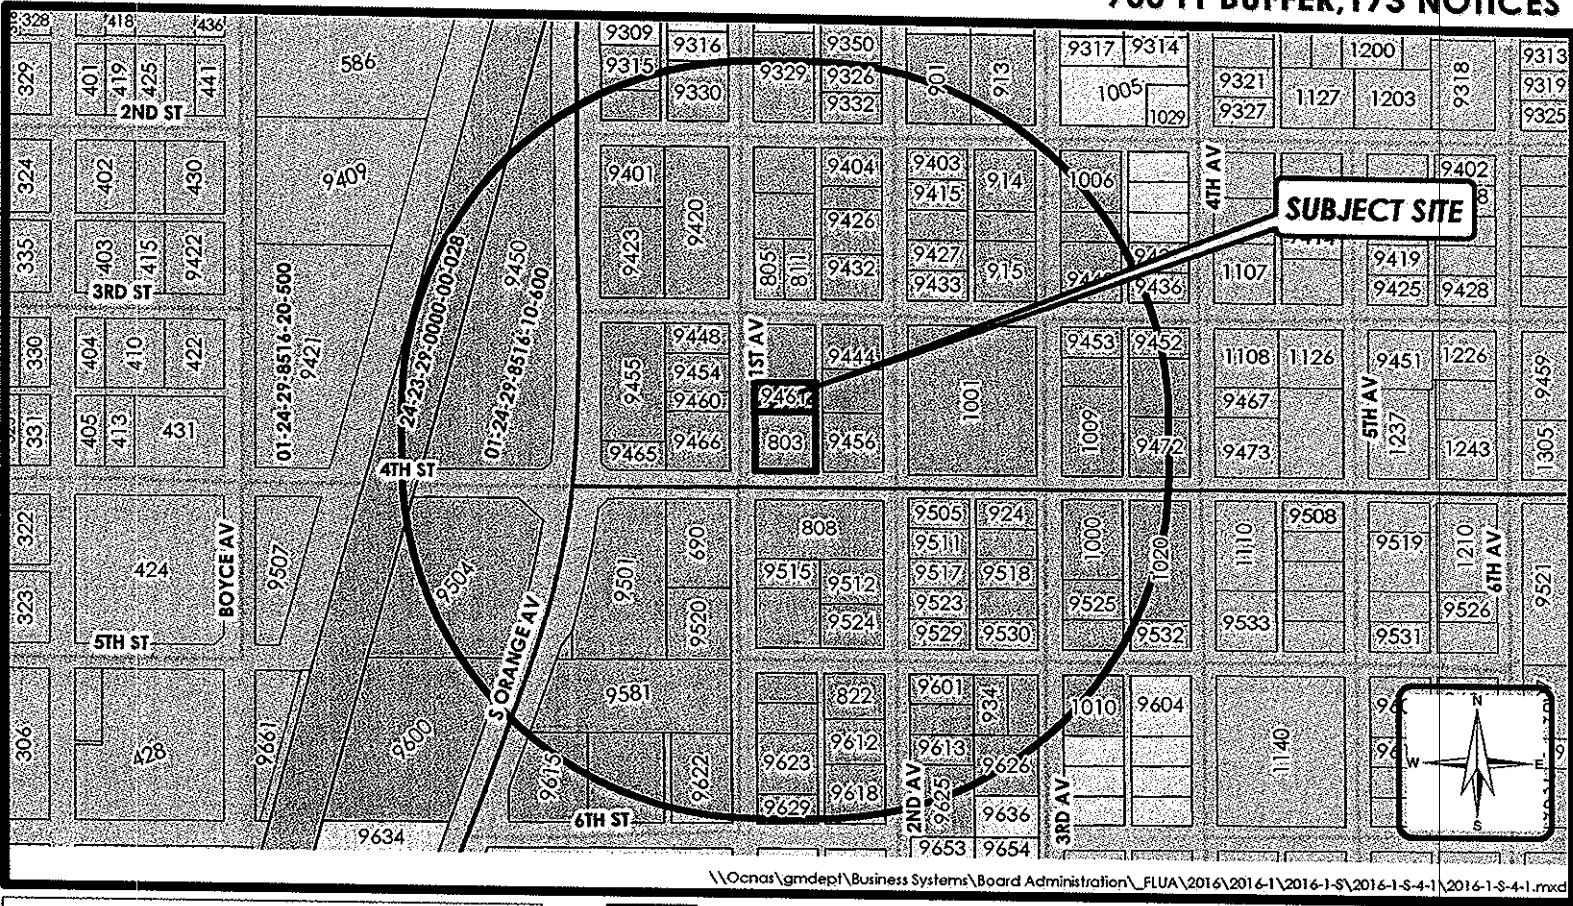 NOTICES
328 418 436 586 9309 9316 9350 9317 9314 1200 9313
329 401 419 425 441 9315 9330 9329 9326 9332 901 913 1005 1029 9321 9327 1127 1203 9318 9319 9325
2ND ST
324 402 430 9409 9401 9420 9404 9403 9415 914 1006 4TH AV 9402
SUBJECT SITE
335 403 415 9422 9450 9423 805 811 9426 9432 9427 9433 915 9436 1107 9419 9425 9428
3RD ST
01-24-29-8516-20-500
24-23-29-0000-00-028
01-24-29-8516-10-600
330 404 410 422 9421 9455 9448 9454 1ST AV 9444 1001 9453 9452 1108 1126 9451 1226 9459
331 405 413 431 9460 9466 9465 9461 803 9456 1009 9472 9467 9473 5TH AV 1237 1243 1305
4TH ST
322 424 BOYCE AV 9507 9504 9501 690 808 9505 924 9511 1000 1020 1110 9508 9519 1210 6TH AV 9521
323 9520 9515 9512 9524 9517 9518 9523 9529 9530 9525 9532 9533 9531 9526
5TH ST
S ORANGE AV
306 428 9661 9600 9581 822 9601 934 1010 9604 1140 N
9615 9622 9623 9612 9613 9626 W E
9629 9618 2ND AV 9625 9636 3RD AV S
6TH ST
9634 9653 9654
\\Ocnas\gmdept\Business Systems\Board Administration\_FLUA\2016\2016-1\2016-1-S\2016-1-S-4-1\2016-1-S-4-1.mxd